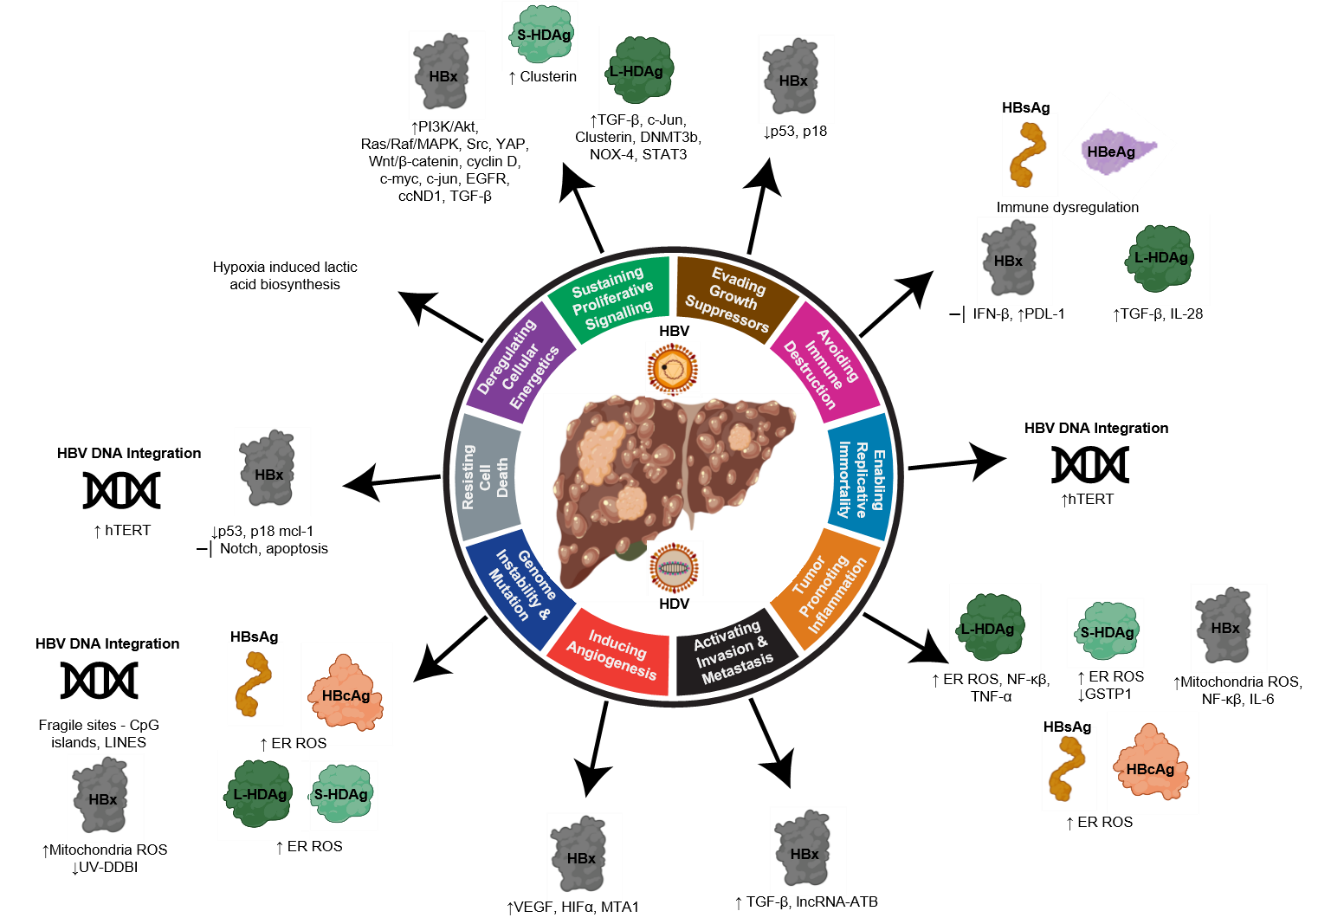 HBx
↑PI3K/Akt,
Ras/Raf/MAPK, Src, YAP,
Wnt/β-catenin, cyclin D,
c-myc, c-jun, EGFR,
ccND1, TGF-β
S-HDAg
↑ Clusterin
L-HDAg
↑TGF-β, c-Jun,
Clusterin, DNMT3b,
NOX-4, STAT3
HBx
↓p53, p18
HBsAg
HBeAg
Immune dysregulation
HBx
─| IFN-β, ↑PDL-1
L-HDAg
↑TGF-β, IL-28
Hypoxia induced lactic
acid biosynthesis
Sustaining
Proliferative
Signalling
Evading
Growth
Suppressors
Avoiding
Immune
Destruction
Enabling
Replicative
Immortality
Tumor
Promoting
Inflammation
Activating
Invasion &
Metastasis
Inducing
Angiogenesis
Genome
Instability &
Mutation
Resisting
Cell
Death
Deregulating
Cellular
Energetics
HBV
HDV
HBV DNA Integration
↑ hTERT
HBx
↓p53, p18 mcl-1
─| Notch, apoptosis
HBV DNA Integration
↑hTERT
HBV DNA Integration
Fragile sites - CpG
islands, LINES
HBsAg
HBcAg
↑ ER ROS
HBx
↑Mitochondria ROS
↓UV-DDBI
L-HDAg
S-HDAg
↑ ER ROS
HBx
↑VEGF, HIFα, MTA1
HBx
↑ TGF-β, lncRNA-ATB
L-HDAg
↑ ER ROS, NF-κβ,
TNF-α
S-HDAg
↑ ER ROS
↓GSTP1
HBx
↑Mitochondria ROS,
NF-κβ, IL-6
HBsAg
HBcAg
↑ ER ROS